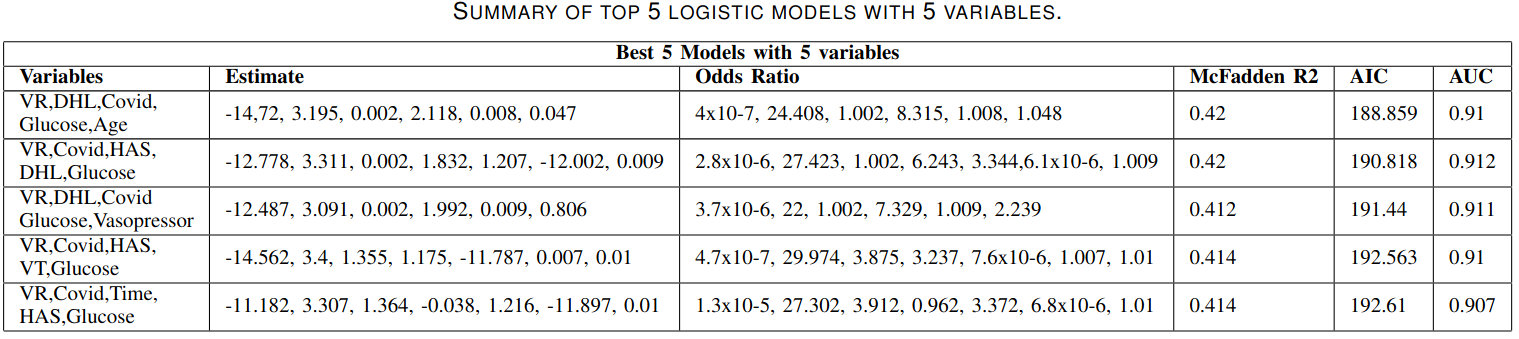 SUMMARY OF TOP 5 LOGISTIC MODELS WITH 5 VARIABLES.
Best 5 Models with 5 variables
Variables Estimate Odds Ratio McFadden R2 AIC AUC
VR,DHL,Covid,
Glucose,Age -14,72, 3.195, 0.002, 2.118, 0.008, 0.047 4x10-7, 24.408, 1.002, 8.315, 1.008, 1.048 0.42 188.859 0.91
VR,Covid,HAS,
DHL,Glucose -12.778, 3.311, 0.002, 1.832, 1.207, -12.002, 0.009 2.8x10-6, 27.423, 1.002, 6.243, 3.344,6.1x10-6, 1.009 0.42 190.818 0.912
VR,DHL,Covid
Glucose,Vasopressor -12.487, 3.091, 0.002, 1.992, 0.009, 0.806 3.7x10-6, 22, 1.002, 7.329, 1.009, 2.239 0.412 191.44 0.911
VR,Covid,HAS,
VT,Glucose -14.562, 3.4, 1.355, 1.175, -11.787, 0.007, 0.01 4.7x10-7, 29.974, 3.875, 3.237, 7.6x10-6, 1.007, 1.01 0.414 192.563 0.91
VR,Covid,Time,
HAS,Glucose -11.182, 3.307, 1.364, -0.038, 1.216, -11.897, 0.01 1.3x10-5, 27.302, 3.912, 0.962, 3.372, 6.8x10-6, 1.01 0.414 192.61 0.907